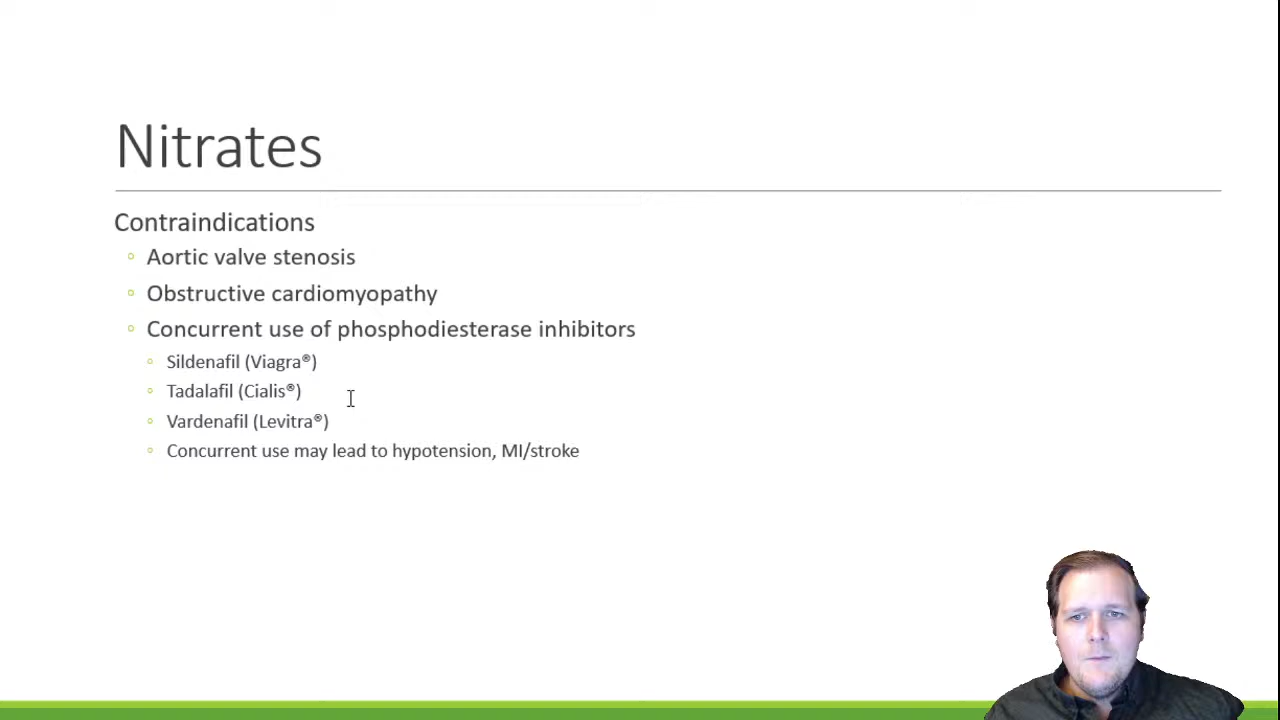 Nitrates
Contraindications
Aortic valve stenosis
Obstructive cardiomyopathy
Concurrent use of phosphodiesterase inhibitors
Sildenafil (Viagra®)
Tadalafil (Cialis®)
Vardenafil (Levitra®)
Concurrent use may lead to hypotension, MI/stroke